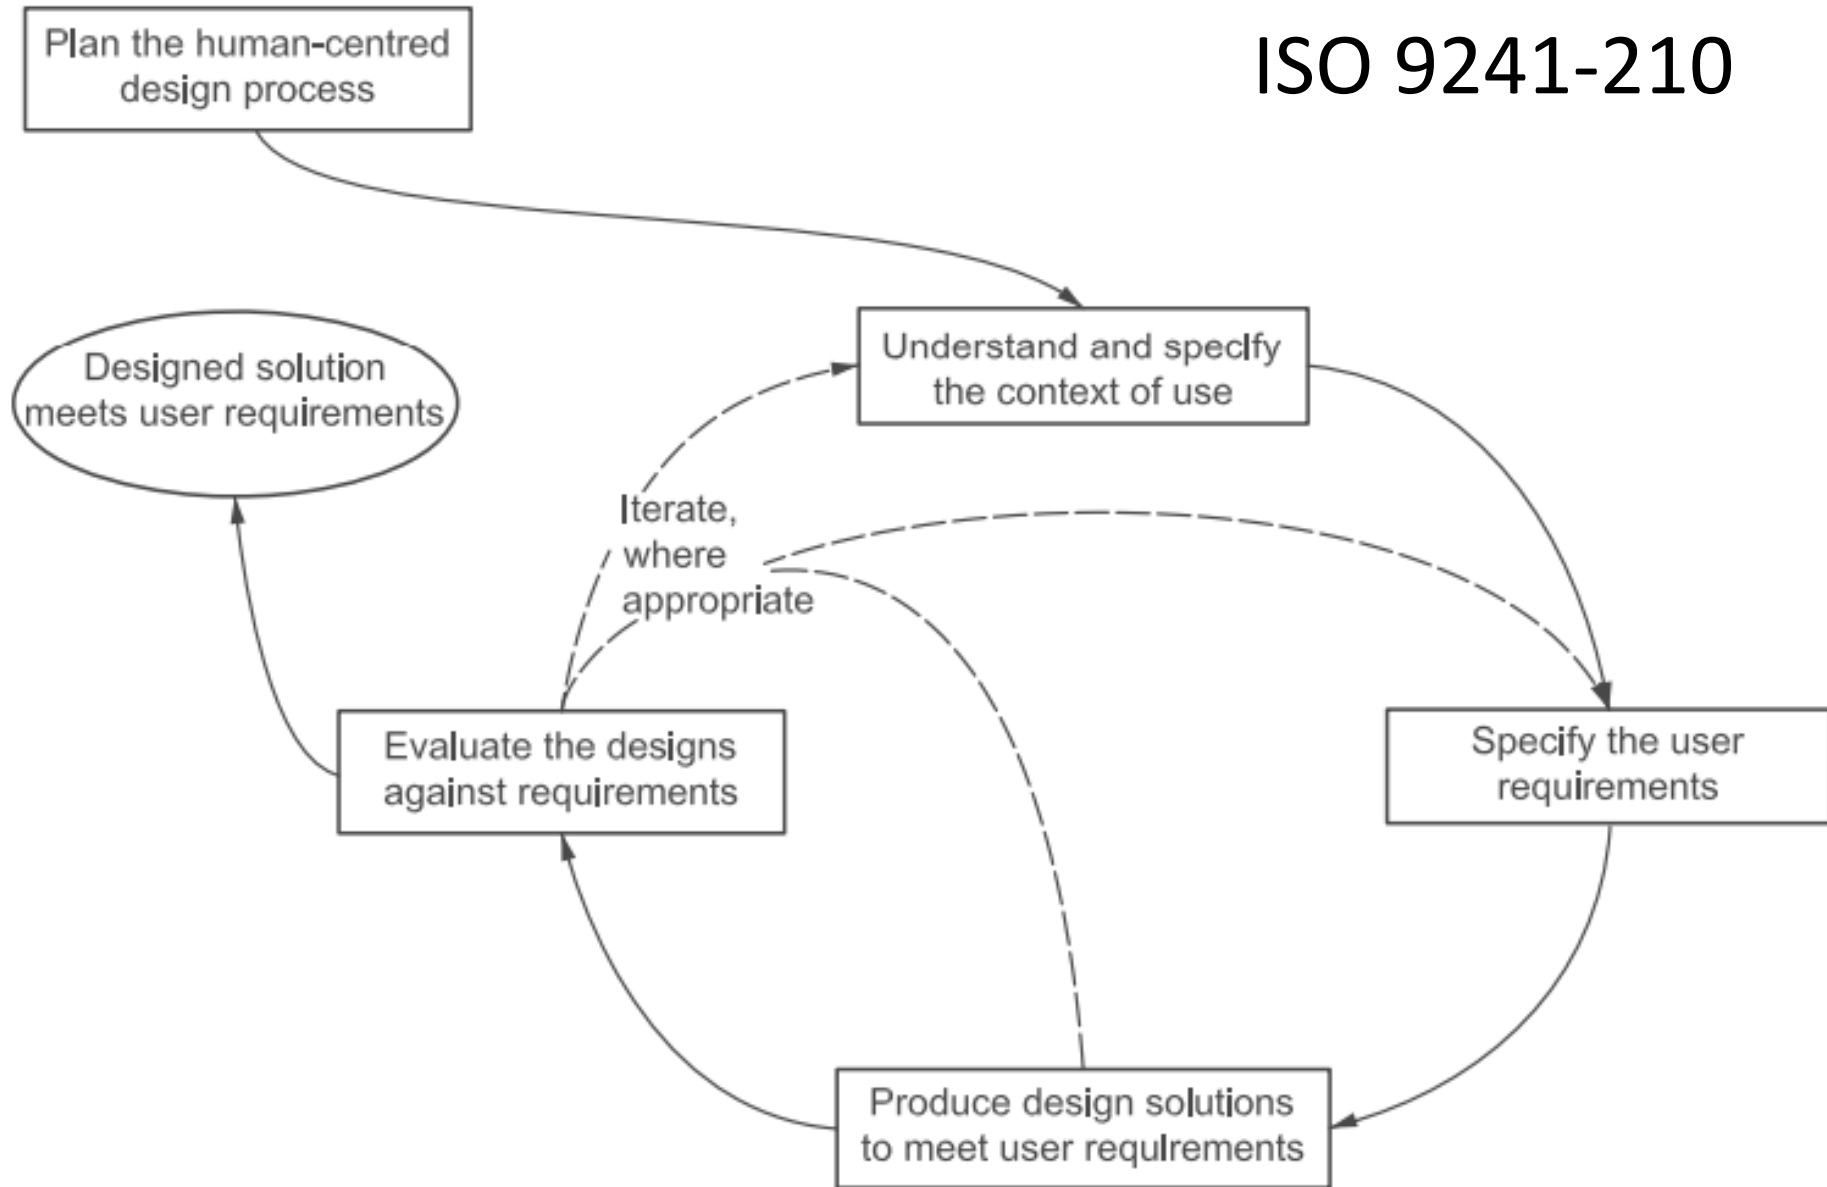 Plan the human-centred
design process
ISO 9241-210
Understand and specify
the context of use
Designed solution
meets user requirements
Iterate,
where
appropriate
Evaluate the designs
against requirements
Specify the user
requirements
Produce design solutions
to meet user requirements